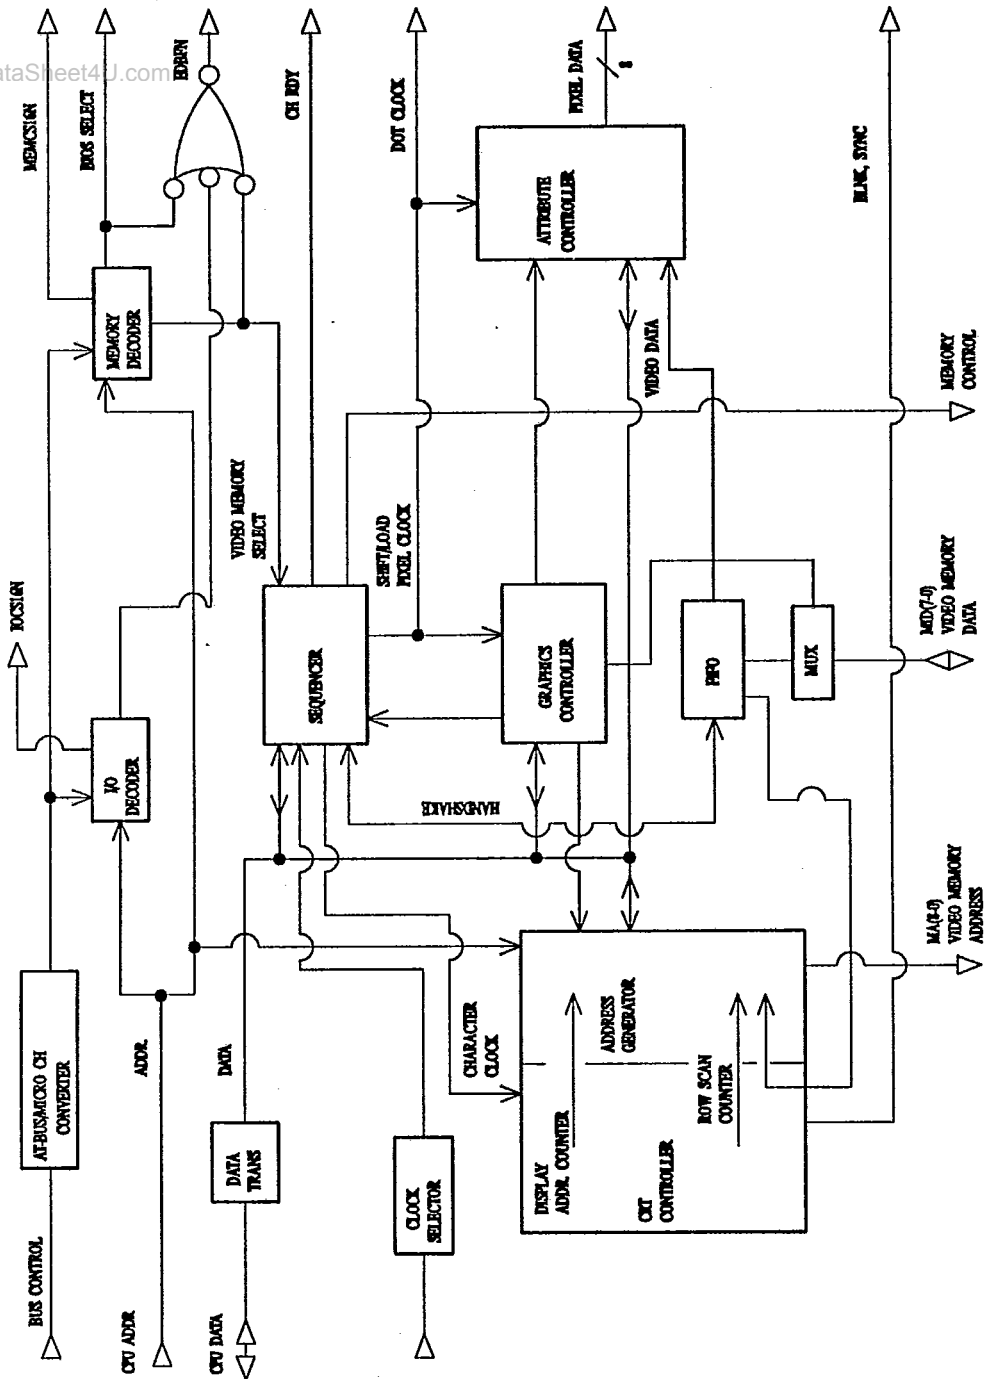 ataSheet4U.com
MEMCS16N
BIOS SELECT
EDBFN
CH RDY
DOT CLOCK
PIXEL DATA
8
BLNK, SYNC
MEMORY
DECODER
ATTRIBUTE
CONTROLLER
VIDEO DATA
MEMORY
CONTROL
IOCS16N
VIDEO MEMORY
SELECT
SHIFT/LOAD
PIXEL CLOCK
I/O
DECODER
SEQUENCER
GRAPHICS
CONTROLLER
FIFO
MUX
MID(7-0)
VIDEO MEMORY
DATA
HANDSHAKE
AT-BUS/MICRO CH
CONVERTER
ADDR.
DATA
CHARACTER
CLOCK
ADDRESS
GENERATOR
ROW SCAN
COUNTER
MA(8-0)
VIDEO MEMORY
ADDRESS
DATA
TRANS
CLOCK
SELECTOR
DISPLAY
ADDR. COUNTER
CRT
CONTROLLER
BUS CONTROL
CPU ADDR
CPU DATA